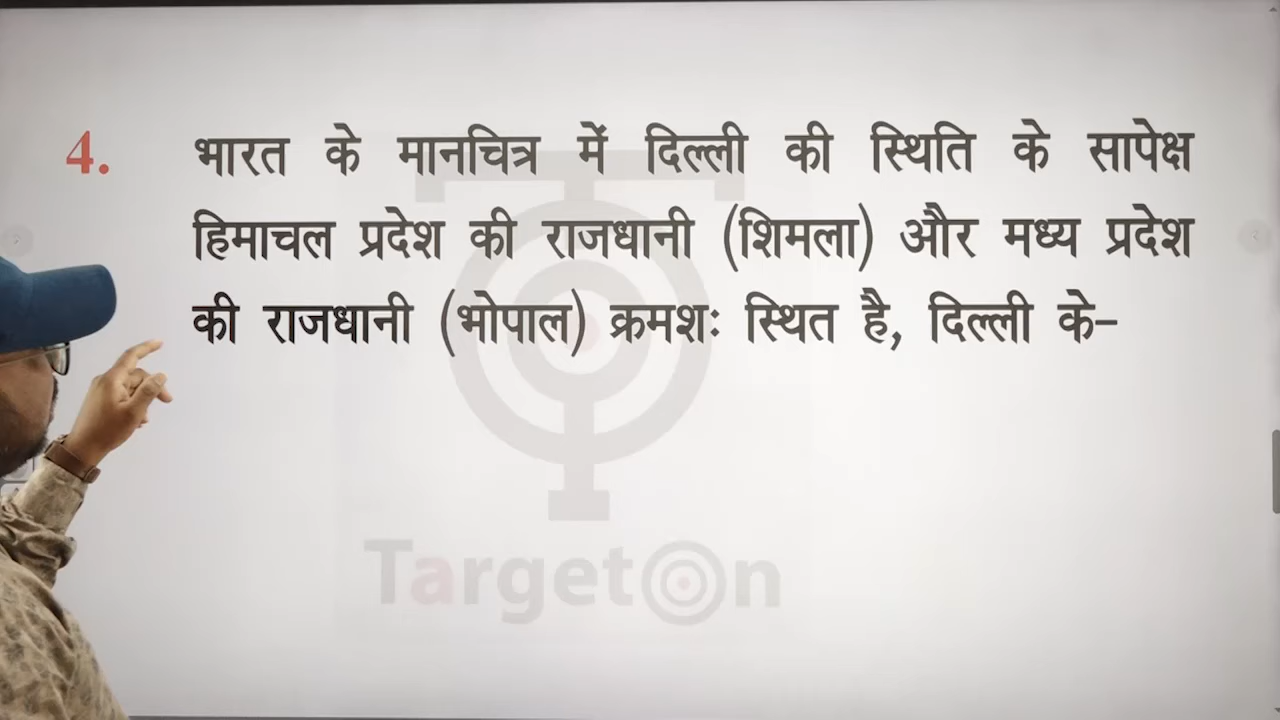 4. भारत के मानचित्र में दिल्ली की स्थिति के सापेक्ष
हिमाचल प्रदेश की राजधानी (शिमला) और मध्य प्रदेश
की राजधानी (भोपाल) क्रमशः स्थित है, दिल्ली के–
TargetOn